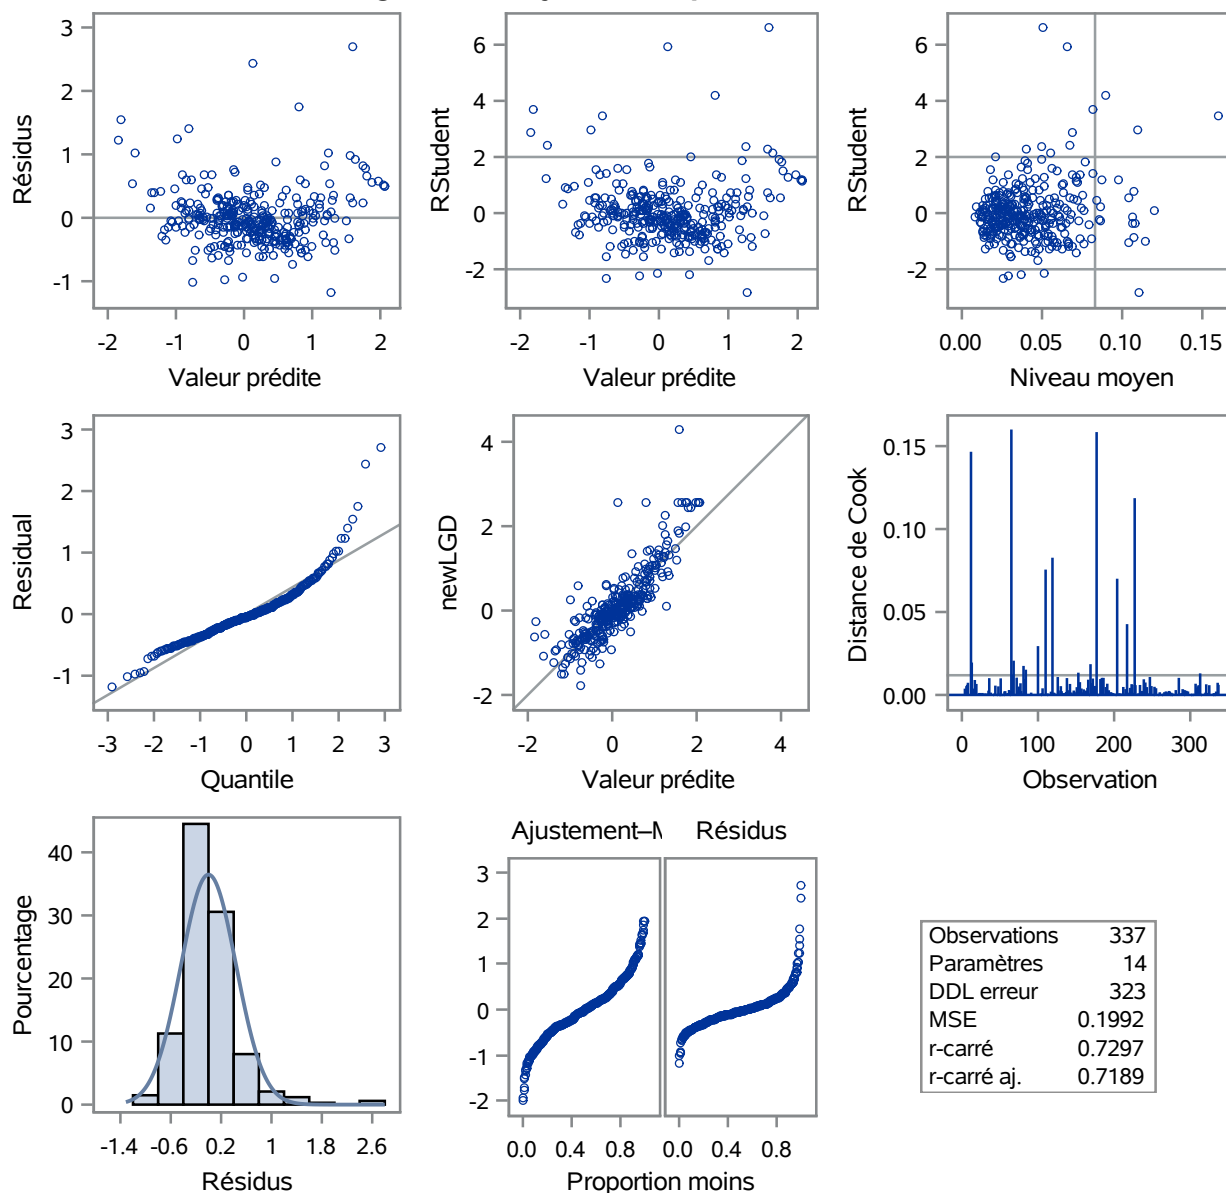 3
2
1
0
-1
Résidus
-2 -1 0 1 2
Valeur prédite
6
4
2
0
-2
RStudent
-2 -1 0 1 2
Valeur prédite
6
4
2
0
-2
RStudent
0.00 0.05 0.10 0.15
Niveau moyen
3
2
1
0
-1
Residual
-3 -2 -1 0 1 2 3
Quantile
4
2
0
-2
newLGD
-2 0 2 4
Valeur prédite
0.15
0.10
0.05
0.00
Distance de Cook
0 100 200 300
Observation
40
30
20
10
0
Pourcentage
-1.4 -0.6 0.2 1 1.8 2.6
Résidus
Ajustement–M Résidus
3
2
1
0
-1
-2
0.0 0.4 0.8 0.0 0.4 0.8
Proportion moins
Observations 337
Paramètres 14
DDL erreur 323
MSE 0.1992
r-carré 0.7297
r-carré aj. 0.7189